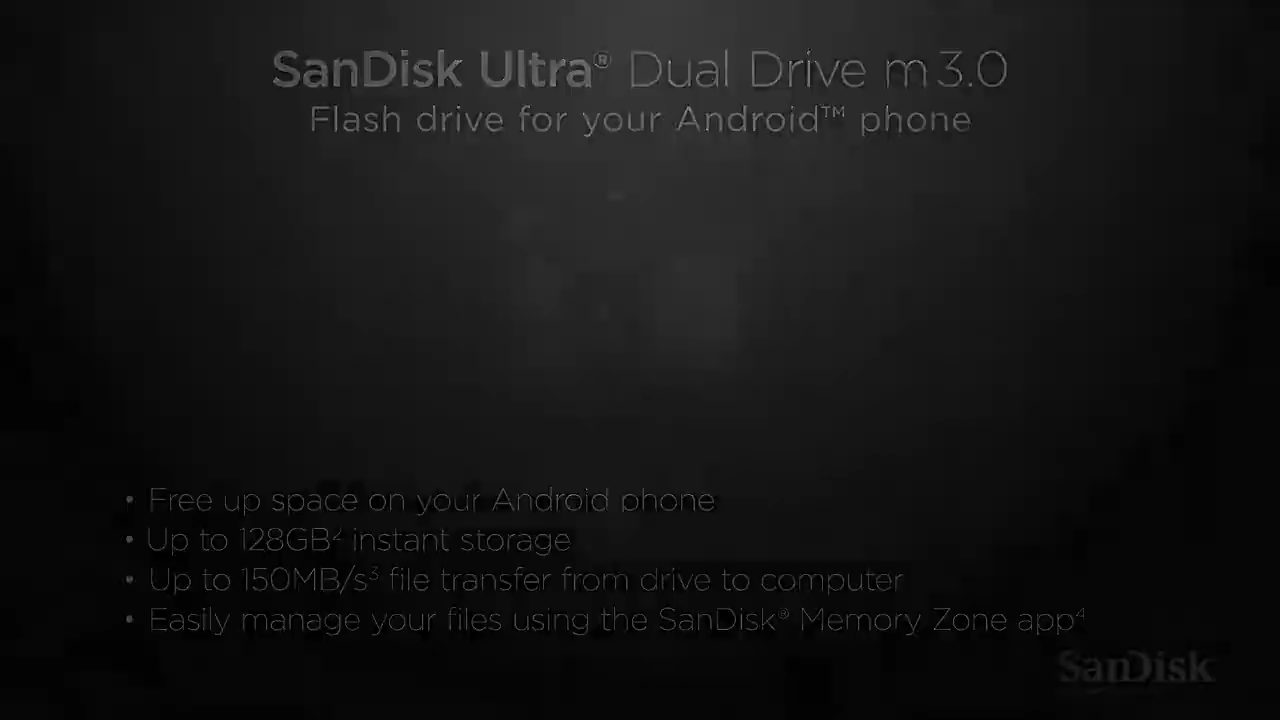 SanDisk Ultra® Dual Drive m3.0
Flash drive for your Android™ phone
• Free up space on your Android phone
• Up to 128GB² instant storage
• Up to 150MB/s³ file transfer from drive to computer
• Easily manage your files using the SanDisk® Memory Zone app⁴
SanDisk